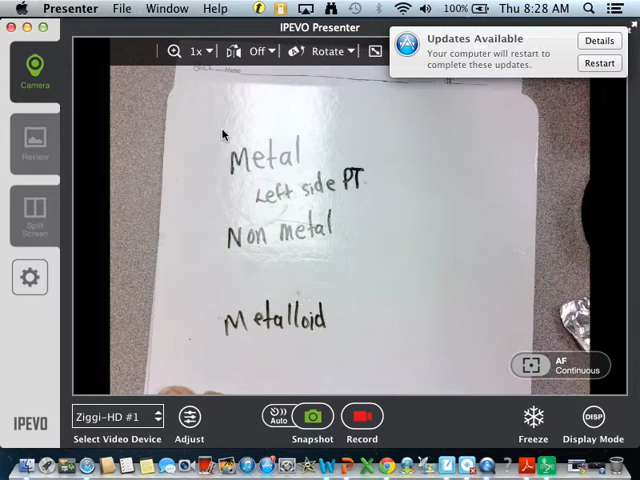 Presenter File Window Help 100% Thu 8:28 AM
IPEVO Presenter
Updates Available
Your computer will restart to
complete these updates.
Details
Restart
1x Off Rotate
Camera
Review
Split
Screen
Metal
Left side PT
Non metal
Metalloid
AF
Continuous
IPEVO
Ziggi-HD #1
Select Video Device
Adjust
Auto
Snapshot
Record
Freeze
DISP
Display Mode